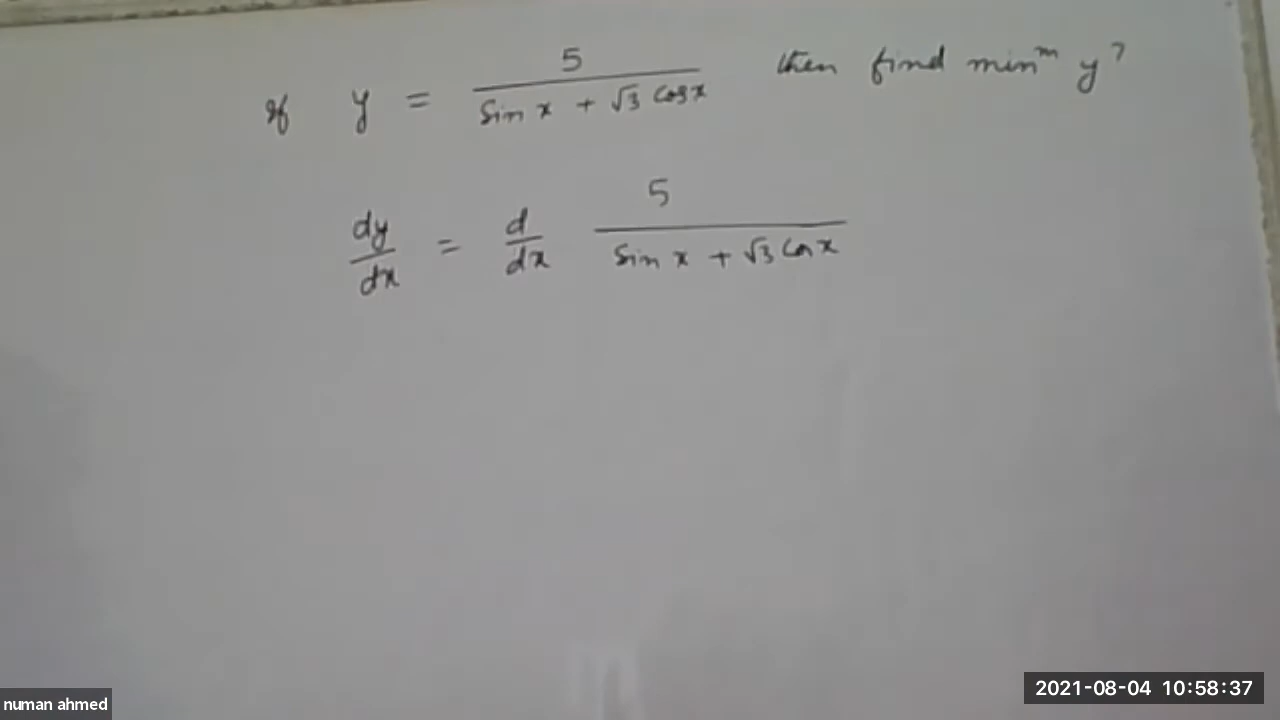 If y = 5 / (Sin x + √3 Cos x) then find minᵐ y?
dy/dx = d/dx 5 / (Sin x + √3 Cos x)
numan ahmed
2021-08-04 10:58:37